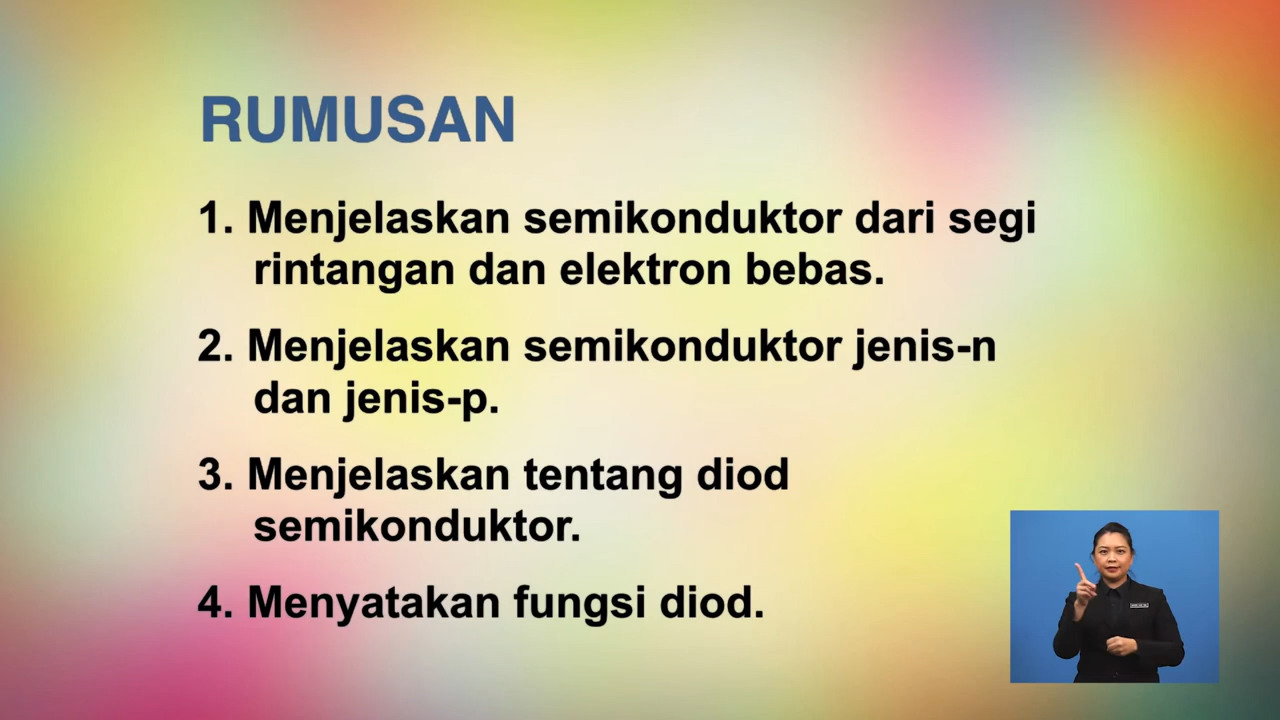 RUMUSAN
1. Menjelaskan semikonduktor dari segi
rintangan dan elektron bebas.
2. Menjelaskan semikonduktor jenis-n
dan jenis-p.
3. Menjelaskan tentang diod
semikonduktor.
4. Menyatakan fungsi diod.